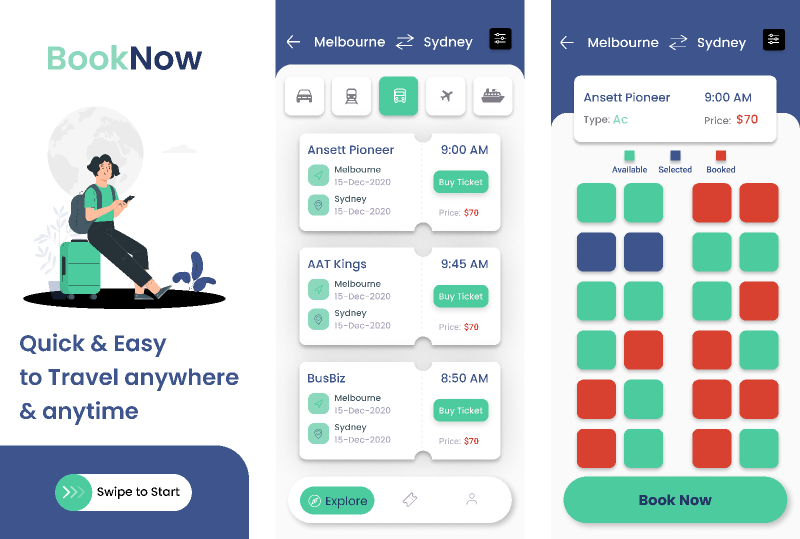 BookNow
Quick & Easy
to Travel anywhere
& anytime
Swipe to Start
Melbourne Sydney
Ansett Pioneer 9:00 AM
Melbourne
15-Dec-2020
Buy Ticket
Sydney
15-Dec-2020
Price: $70
AAT Kings 9:45 AM
Melbourne
15-Dec-2020
Buy Ticket
Sydney
15-Dec-2020
Price: $70
BusBiz 8:50 AM
Melbourne
15-Dec-2020
Buy Ticket
Sydney
15-Dec-2020
Price: $70
Explore
Melbourne Sydney
Ansett Pioneer 9:00 AM
Type: Ac Price: $70
Available Selected Booked
Book Now